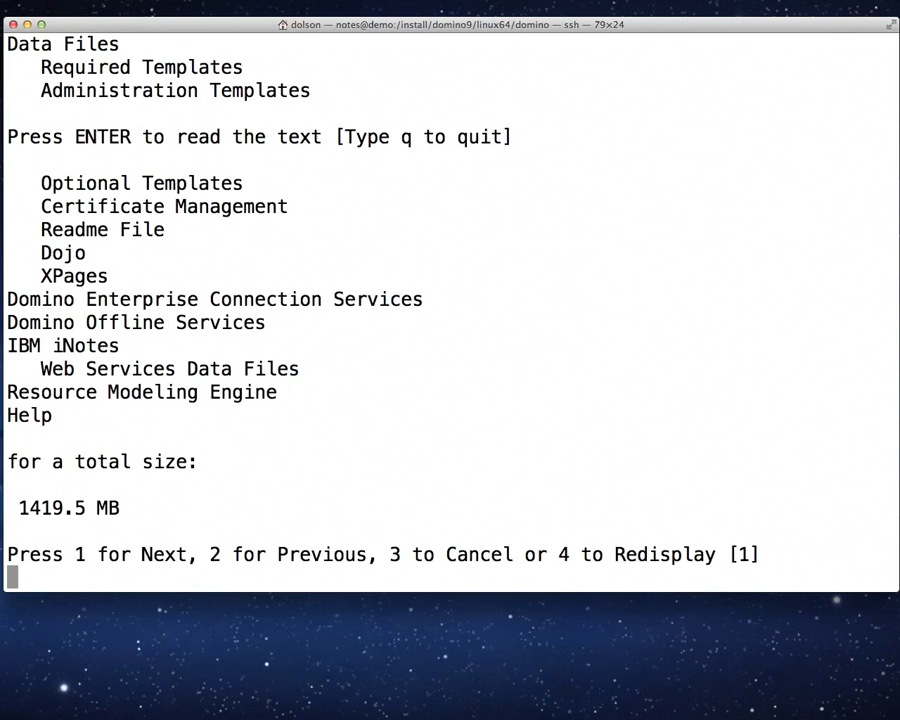 dolson — notes@demo:/install/domino9/linux64/domino — ssh — 79×24
Data Files
Required Templates
Administration Templates
Press ENTER to read the text [Type q to quit]
Optional Templates
Certificate Management
Readme File
Dojo
XPages
Domino Enterprise Connection Services
Domino Offline Services
IBM iNotes
Web Services Data Files
Resource Modeling Engine
Help
for a total size:
1419.5 MB
Press 1 for Next, 2 for Previous, 3 to Cancel or 4 to Redisplay [1]